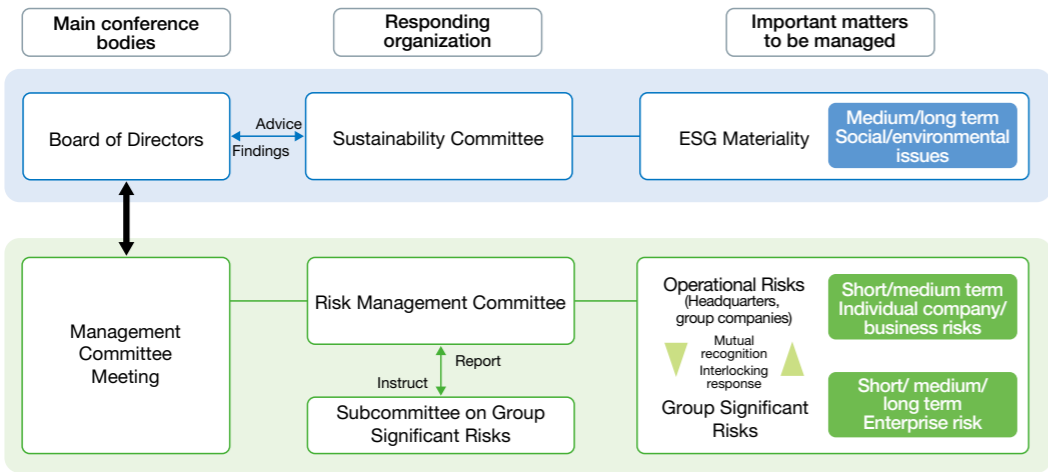 Main conference
bodies
Responding
organization
Important matters
to be managed
Board of Directors
Advice
Findings
Sustainability Committee
ESG Materiality
Medium/long term
Social/environmental
issues
Management
Committee
Meeting
Risk Management Committee
Report
Instruct
Subcommittee on Group
Significant Risks
Operational Risks
(Headquarters,
group companies)
Mutual
recognition
Interlocking
response
Group Significant
Risks
Short/medium term
Individual company/
business risks
Short/ medium/
long term
Enterprise risk